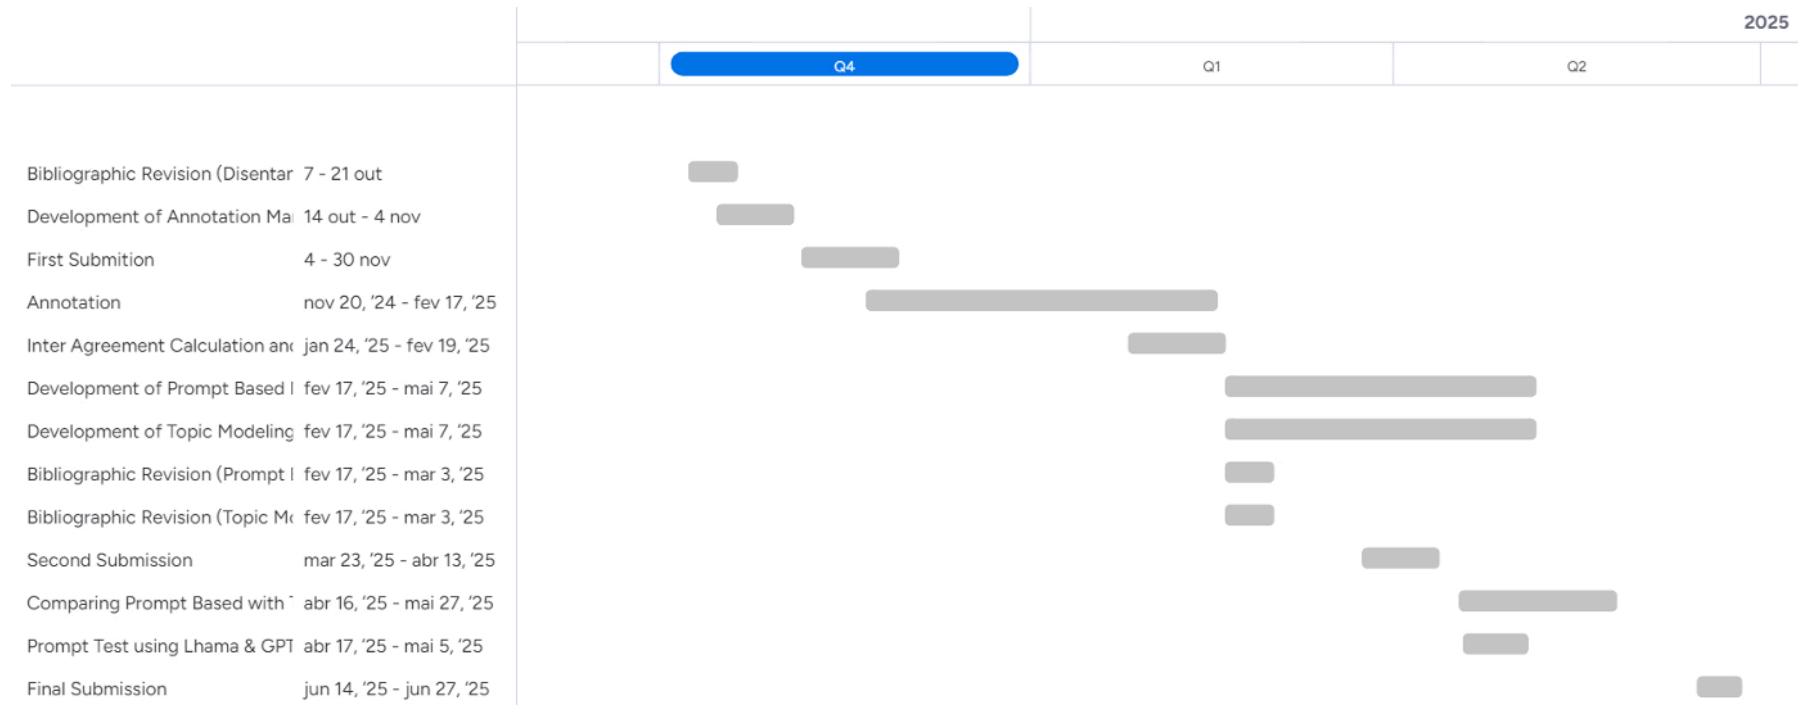 2025
Q4 Q1 Q2
Bibliographic Revision (Disentar 7 - 21 out
Development of Annotation Ma 14 out - 4 nov
First Submition 4 - 30 nov
Annotation nov 20, '24 - fev 17, '25
Inter Agreement Calculation and jan 24, '25 - fev 19, '25
Development of Prompt Based fev 17, '25 - mai 7, '25
Development of Topic Modeling fev 17, '25 - mai 7, '25
Bibliographic Revision (Prompt fev 17, '25 - mar 3, '25
Bibliographic Revision (Topic Mo fev 17, '25 - mar 3, '25
Second Submission mar 23, '25 - abr 13, '25
Comparing Prompt Based with abr 16, '25 - mai 27, '25
Prompt Test using Lhama & GPT abr 17, '25 - mai 5, '25
Final Submission jun 14, '25 - jun 27, '25